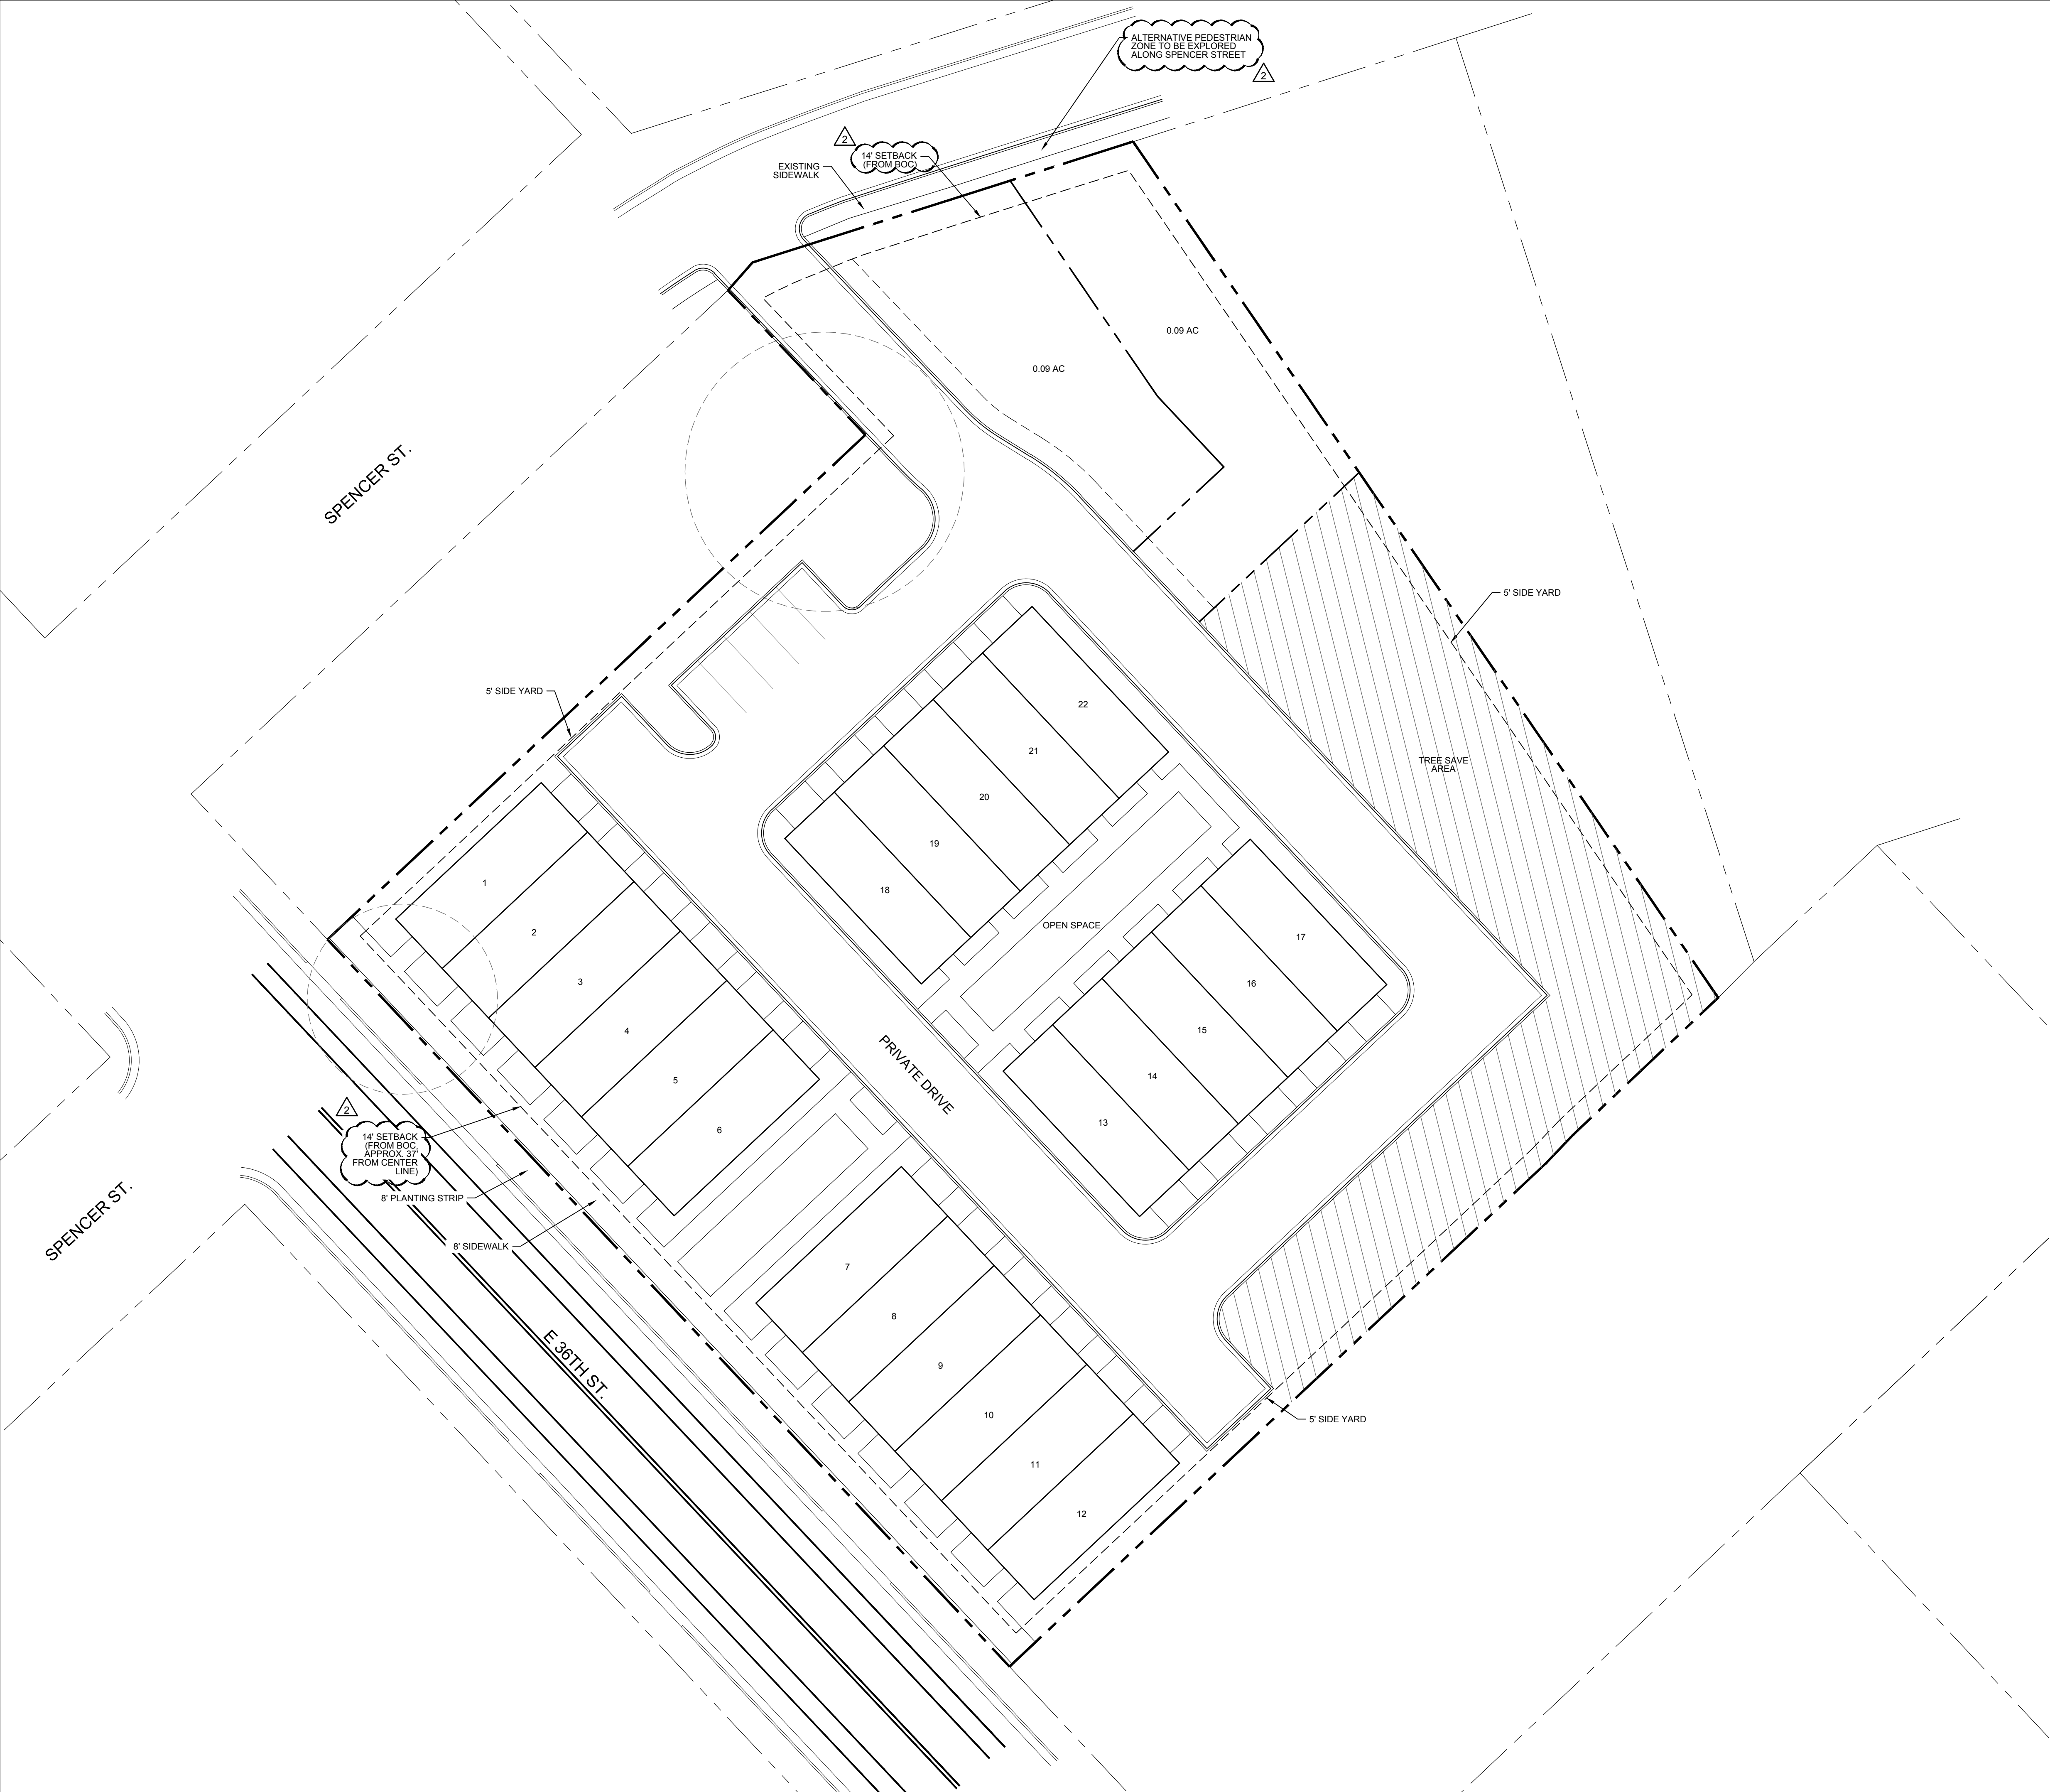 ALTERNATIVE PEDESTRIAN
ZONE TO BE EXPLORED
ALONG SPENCER STREET
2
2
14' SETBACK
(FROM BOC)
EXISTING
SIDEWALK
0.09 AC
0.09 AC
SPENCER ST.
5' SIDE YARD
5' SIDE YARD
22
21
20
19
18
TREE SAVE
AREA
1
2
3
4
5
6
OPEN SPACE
17
16
15
14
13
PRIVATE DRIVE
2
14' SETBACK
(FROM BOC,
APPROX. 37'
FROM CENTER
LINE)
8' PLANTING STRIP
8' SIDEWALK
SPENCER ST.
E 36TH ST.
7
8
9
10
11
12
5' SIDE YARD